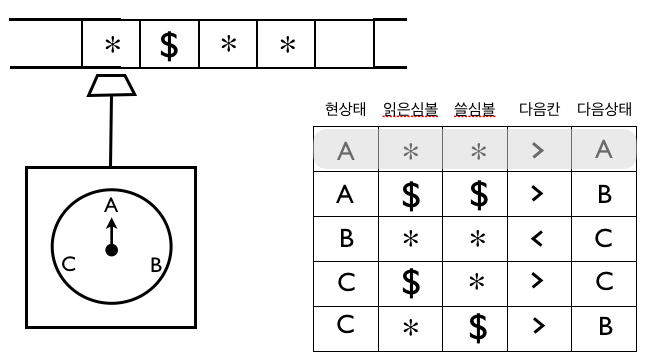 * $ * *
A
C B
현상태 읽은심볼 쓸심볼 다음칸 다음상태
A * * > A
A $ $ > B
B * * < C
C $ * > C
C * $ > B